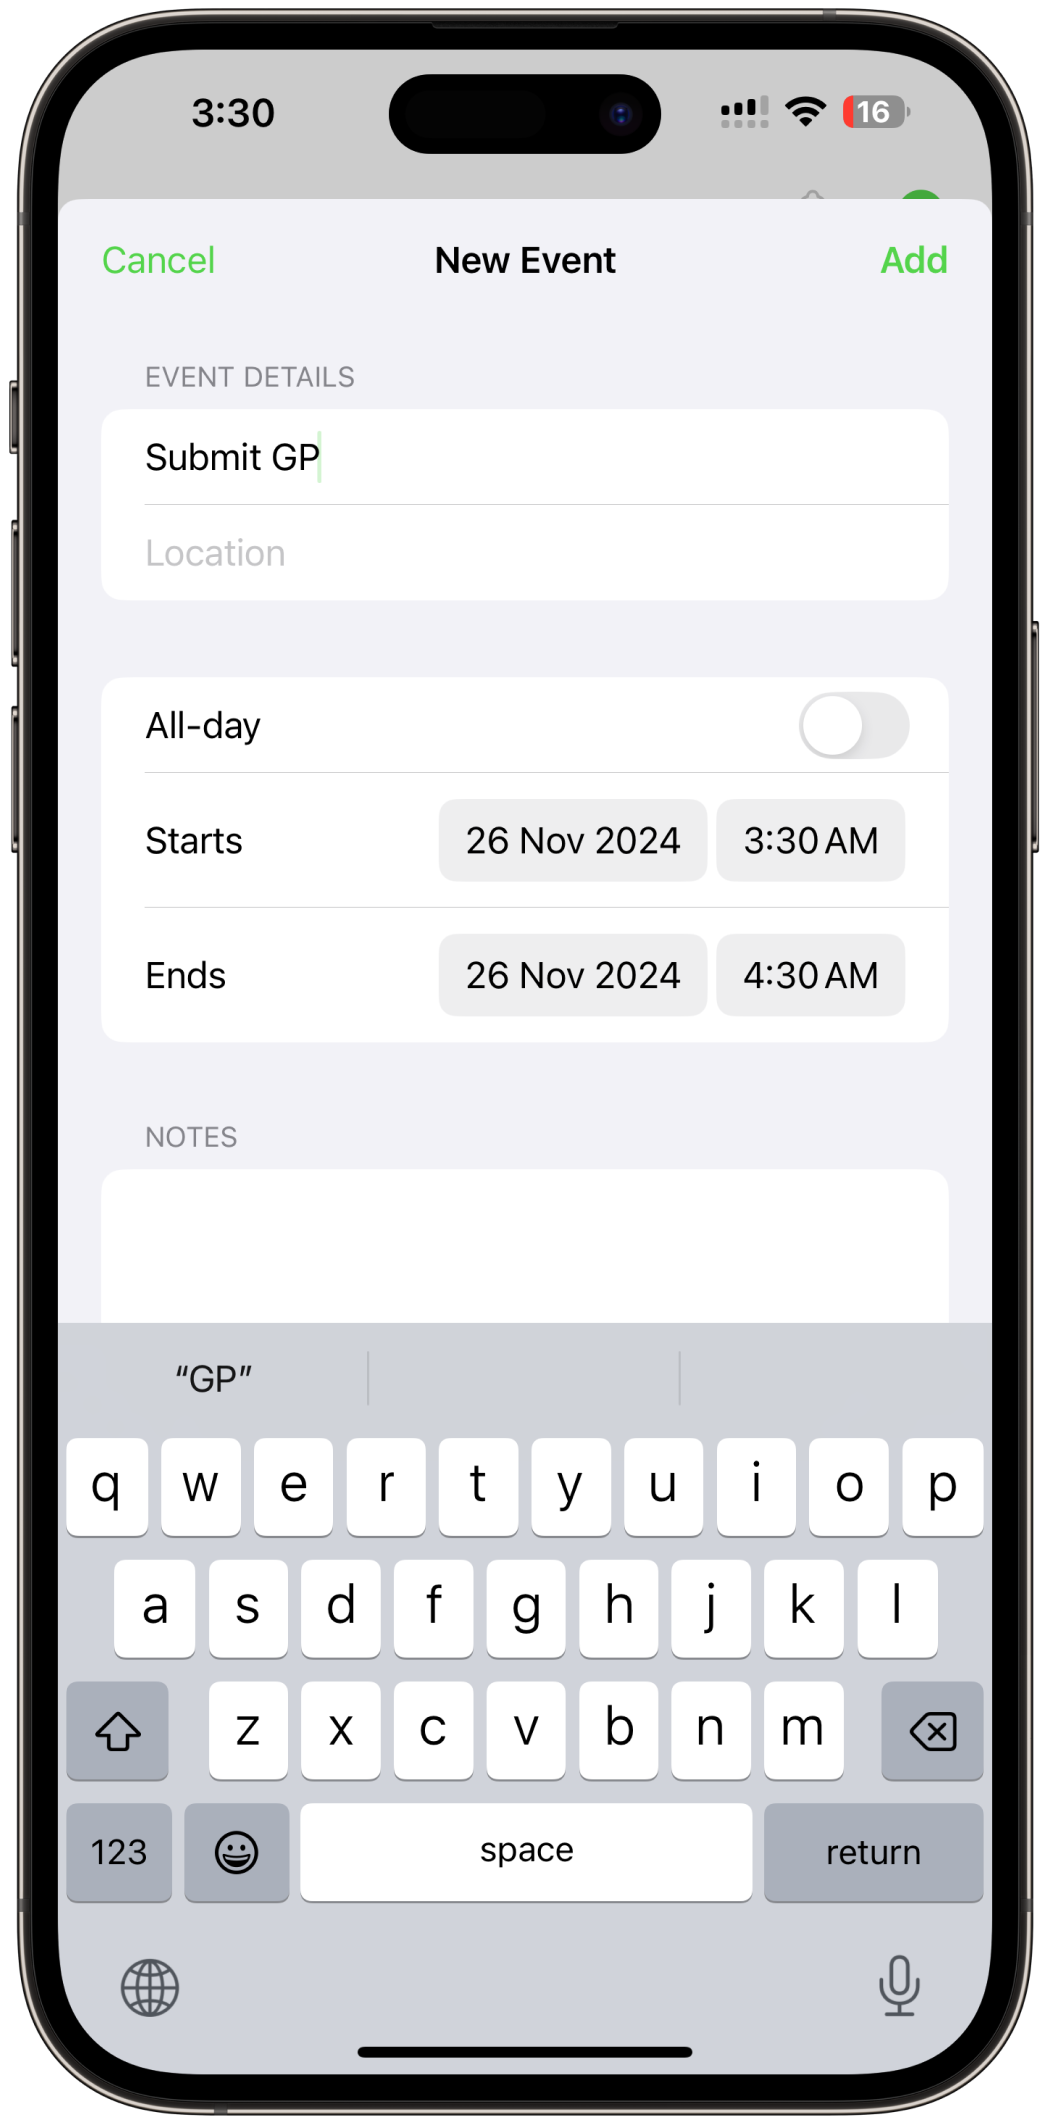 3:30 16
Cancel New Event Add
EVENT DETAILS
Submit GP
Location
All-day
Starts 26 Nov 2024 3:30 AM
Ends 26 Nov 2024 4:30 AM
NOTES
“GP”
q w e r t y u i o p
a s d f g h j k l
z x c v b n m
123 space return